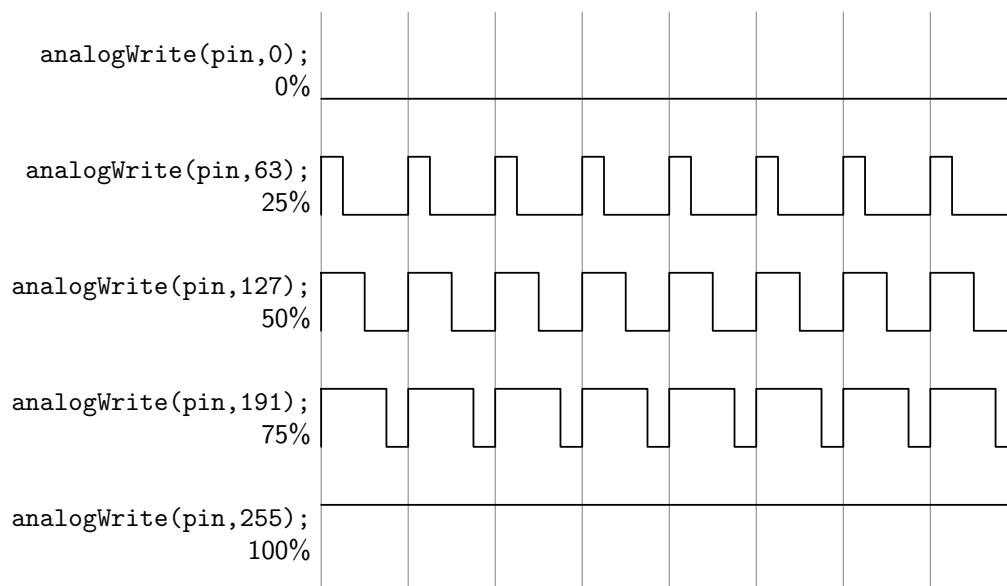 analogWrite(pin,0);
0%
analogWrite(pin,63);
25%
analogWrite(pin,127);
50%
analogWrite(pin,191);
75%
analogWrite(pin,255);
100%